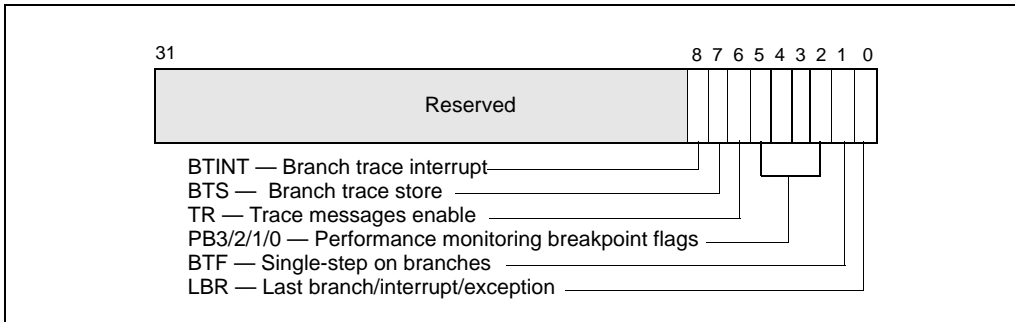 31 8 7 6 5 4 3 2 1 0
Reserved
BTINT — Branch trace interrupt
BTS — Branch trace store
TR — Trace messages enable
PB3/2/1/0 — Performance monitoring breakpoint flags
BTF — Single-step on branches
LBR — Last branch/interrupt/exception